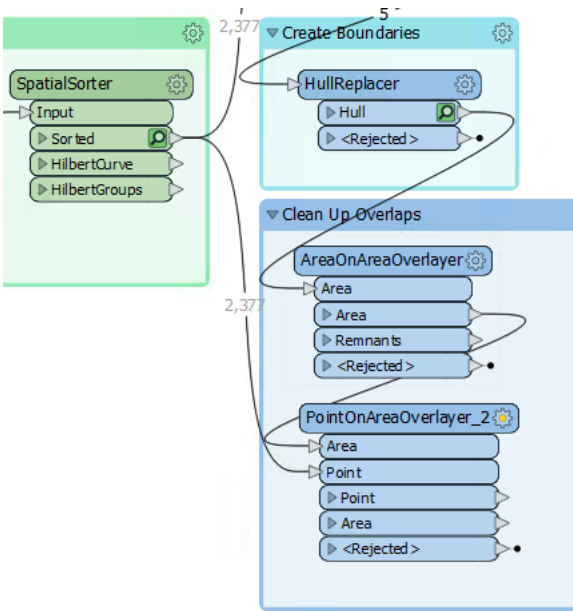 5
2,377
Create Boundaries
SpatialSorter
Input
Sorted
HilbertCurve
HilbertGroups
HullReplacer
Hull
<Rejected>
Clean Up Overlaps
2,377
AreaOnAreaOverlayer
Area
Area
Remnants
<Rejected>
PointOnAreaOverlayer_2
Area
Point
Point
Area
<Rejected>